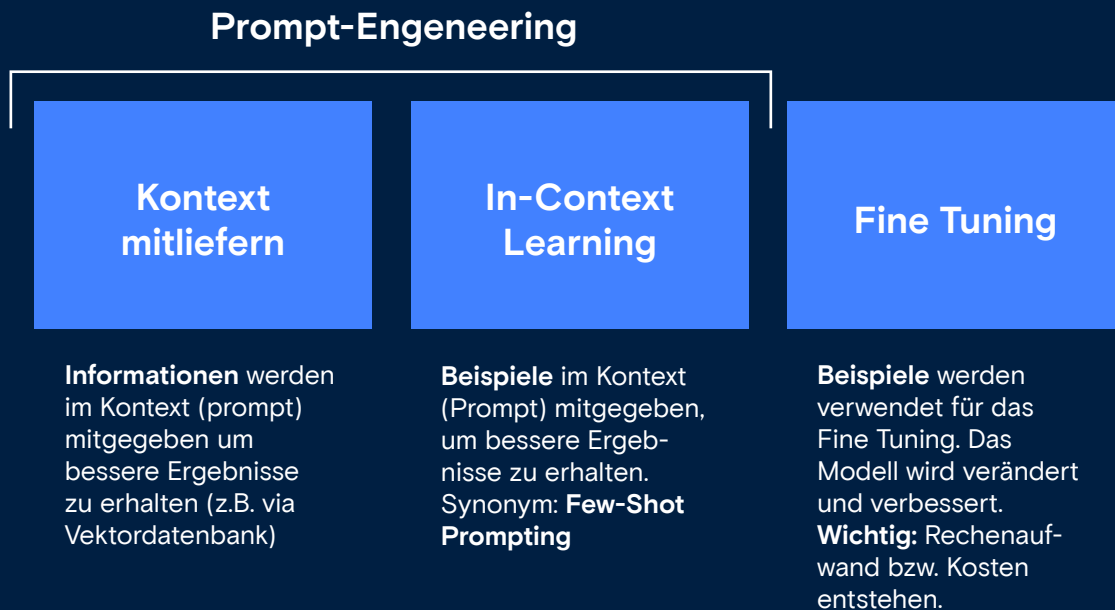 Prompt-Engeneering
Kontext
mitliefern
In-Context
Learning
Fine Tuning
Informationen werden
im Kontext (prompt)
mitgegeben um
bessere Ergebnisse
zu erhalten (z.B. via
Vektordatenbank)
Beispiele im Kontext
(Prompt) mitgegeben,
um bessere Ergeb-
nisse zu erhalten.
Synonym: Few-Shot
Prompting
Beispiele werden
verwendet für das
Fine Tuning. Das
Modell wird verändert
und verbessert.
Wichtig: Rechenauf-
wand bzw. Kosten
entstehen.